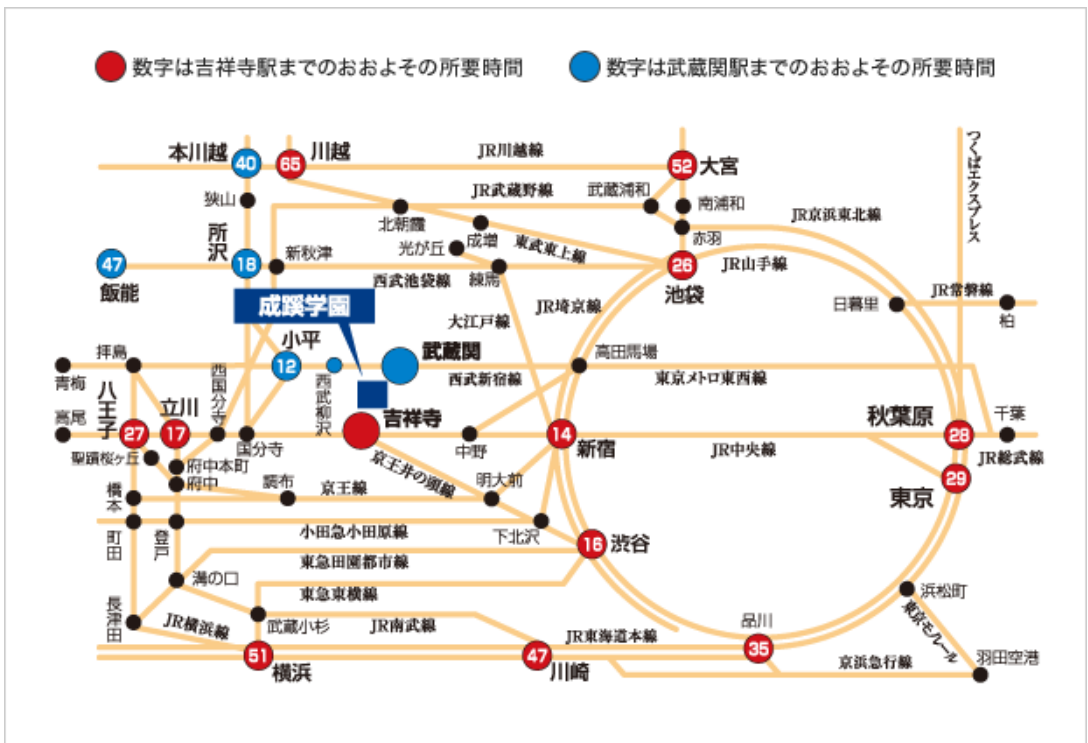 数字は吉祥寺駅までのおおよその所要時間
数字は武蔵関駅までのおおよその所要時間
本川越
40
65
川越
JR川越線
52
大宮
つくばエクスプレス
狭山
JR武蔵野線
武蔵浦和
南浦和
北朝霞
成増
JR京浜東北線
所沢
光が丘
東武東上線
赤羽
47
18
新秋津
26
JR山手線
飯能
西武池袋線
練馬
池袋
成蹊学園
大江戸線
JR埼京線
日暮里
JR常磐線
柏
小平
12
武蔵関
高田馬場
拝島
青梅
西国分寺
西武柳沢
西武新宿線
東京メトロ東西線
八王子
立川
吉祥寺
秋葉原
千葉
高尾
27
17
国分寺
中野
14
新宿
JR中央線
28
JR総武線
聖蹟桜ヶ丘
府中本町
京王井の頭線
明大前
29
府中
調布
京王線
東京
橋本
町田
登戸
小田急小田原線
下北沢
16
渋谷
東急田園都市線
溝の口
東急東横線
浜松町
長津田
JR横浜線
武蔵小杉
JR南武線
JR東海道本線
品川
東京モノレール
51
横浜
47
川崎
35
京浜急行線
羽田空港